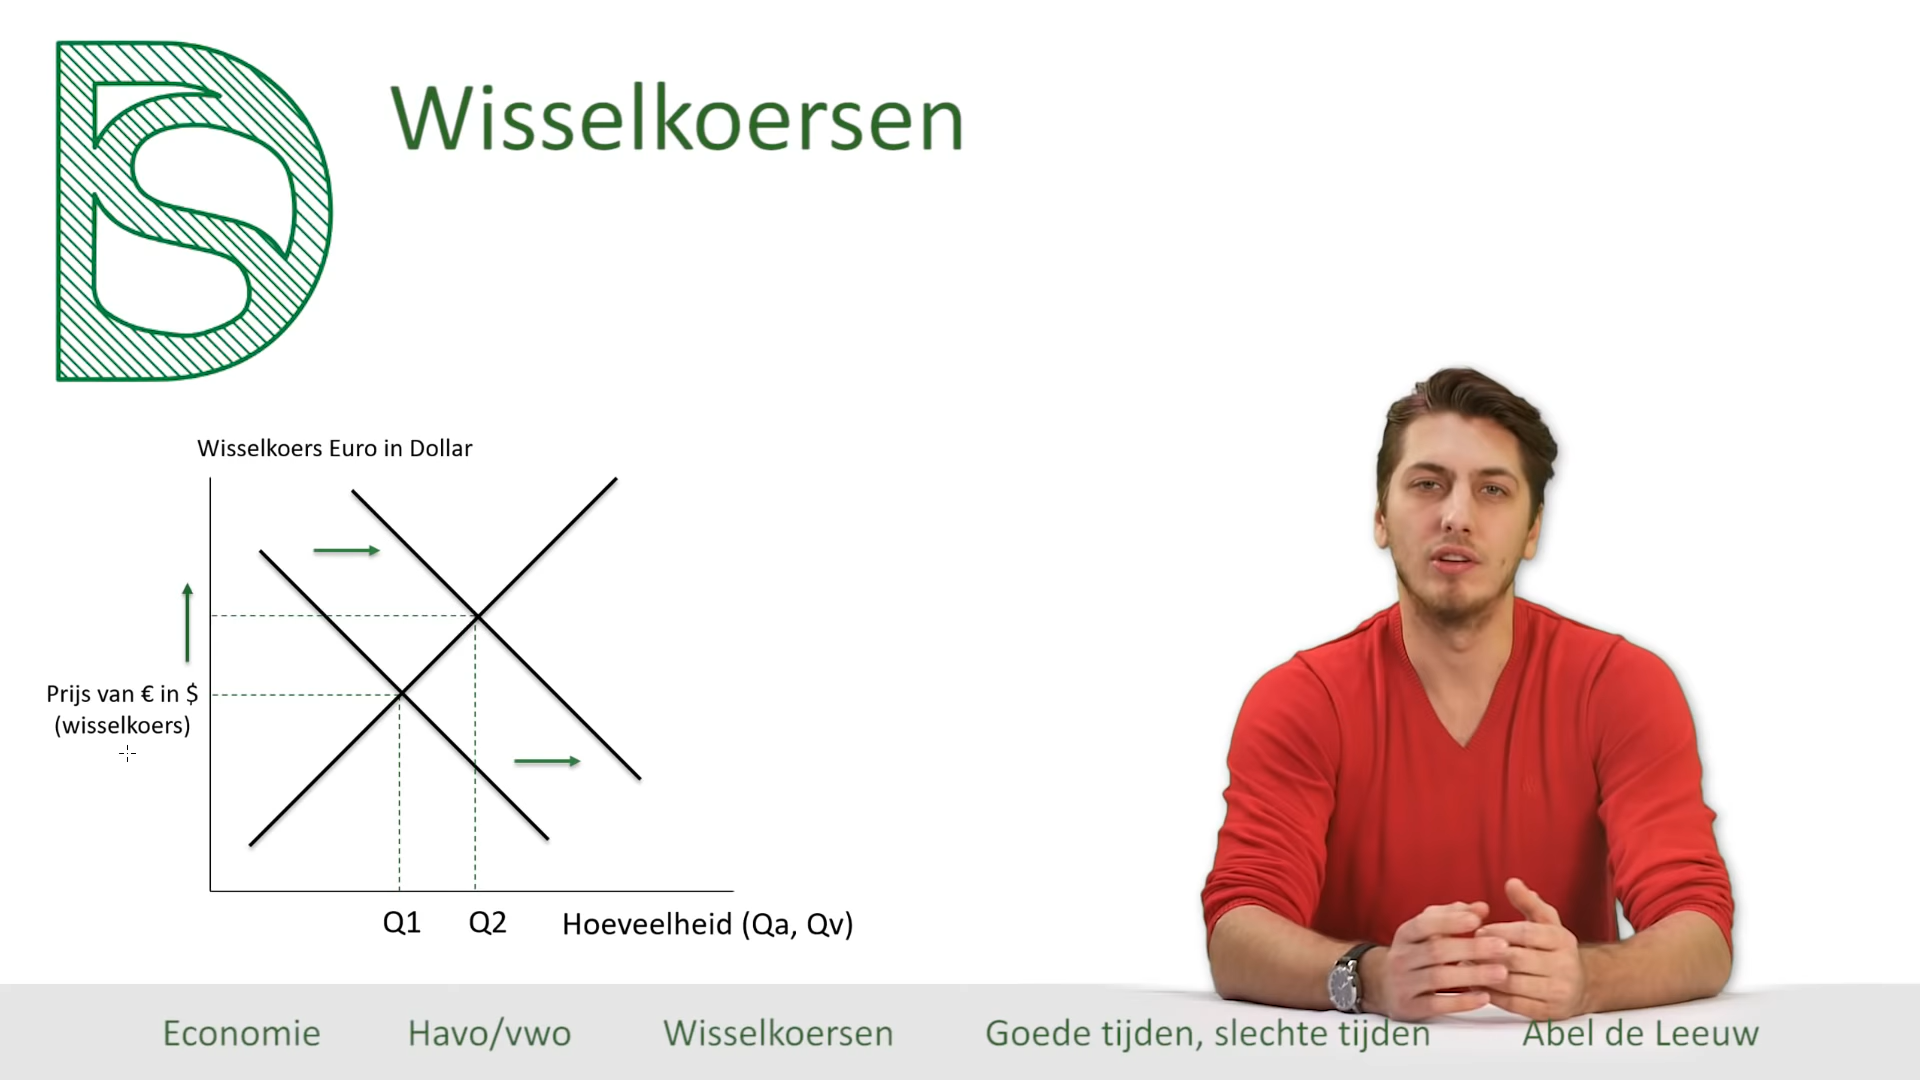 Wisselkoersen
Wisselkoers Euro in Dollar
Prijs van € in $
(wisselkoers)
Q1 Q2 Hoeveelheid (Qa, Qv)
Economie Havo/vwo Wisselkoersen Goede tijden, slechte tijden Abel de Leeuw